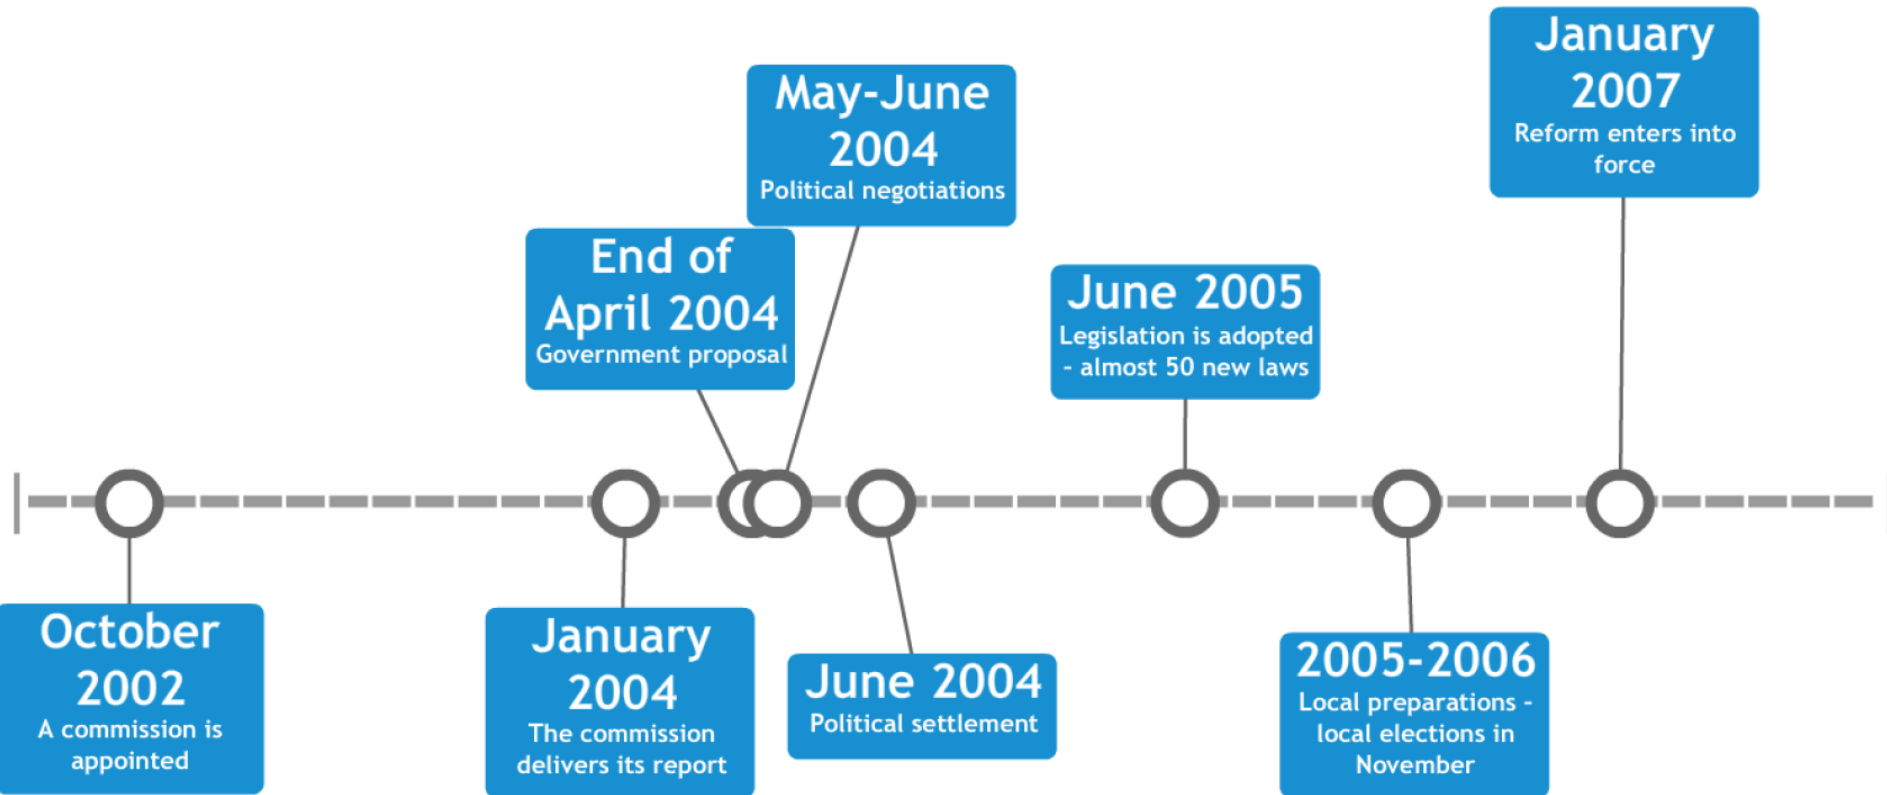 October
2002
A commission is
appointed
January
2004
The commission
delivers its report
End of
April 2004
Government proposal
May-June
2004
Political negotiations
June 2004
Political settlement
June 2005
Legislation is adopted
- almost 50 new laws
2005-2006
Local preparations -
local elections in
November
January
2007
Reform enters into
force